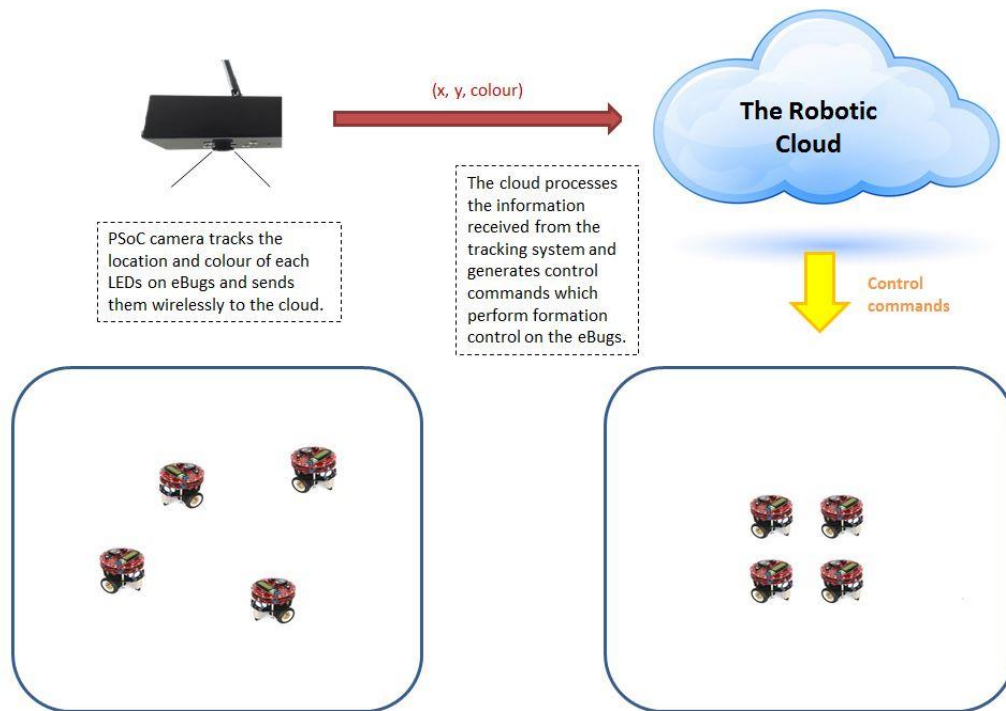 (x, y, colour)
The Robotic
Cloud
PSoC camera tracks the
location and colour of each
LEDs on eBugs and sends
them wirelessly to the cloud.
The cloud processes
the information
received from the
tracking system and
generates control
commands which
perform formation
control on the eBugs.
Control
commands